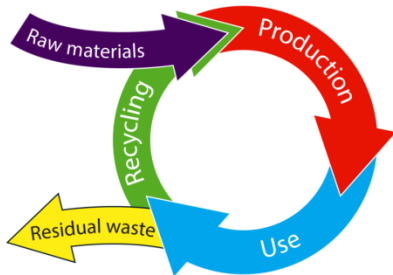 Raw materials
Production
Recycling
Residual waste
Use